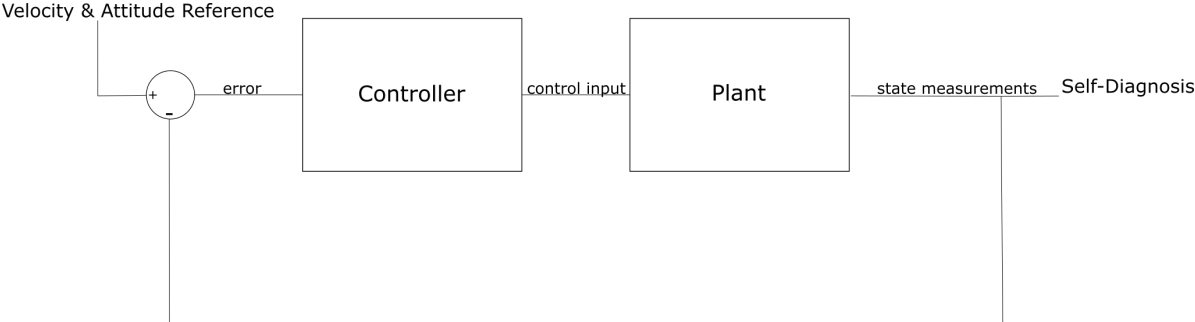 Velocity & Attitude Reference
+
-
error
Controller
control input
Plant
state measurements
Self-Diagnosis